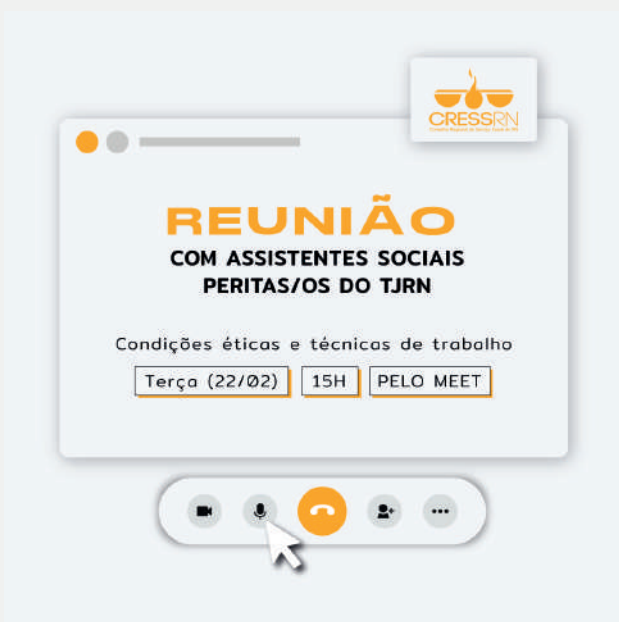 CRESSRN
REUNIÃO
COM ASSISTENTES SOCIAIS
PERITAS/OS DO TJRN
Condições éticas e técnicas de trabalho
Terça (22/02) 15H PELO MEET